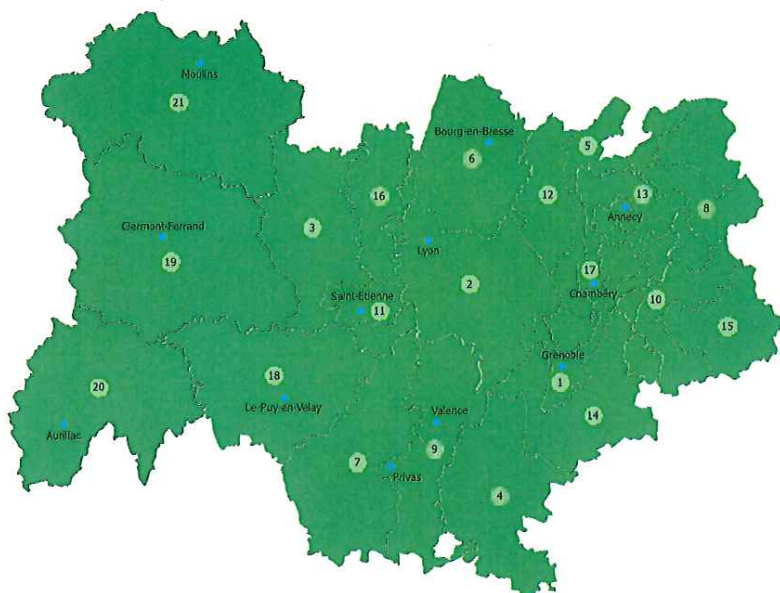 Moulins
21
Bourg-en-Bresse
5
6
16
12
13
Annecy
8
Clermont-Ferrand
3
Lyon
19
17
2
Chambéry
10
Saint-Etienne
11
15
Grenoble
18
1
20
Le-Puy-en-Velay
14
Aurillac
Valence
9
7
Privas
4